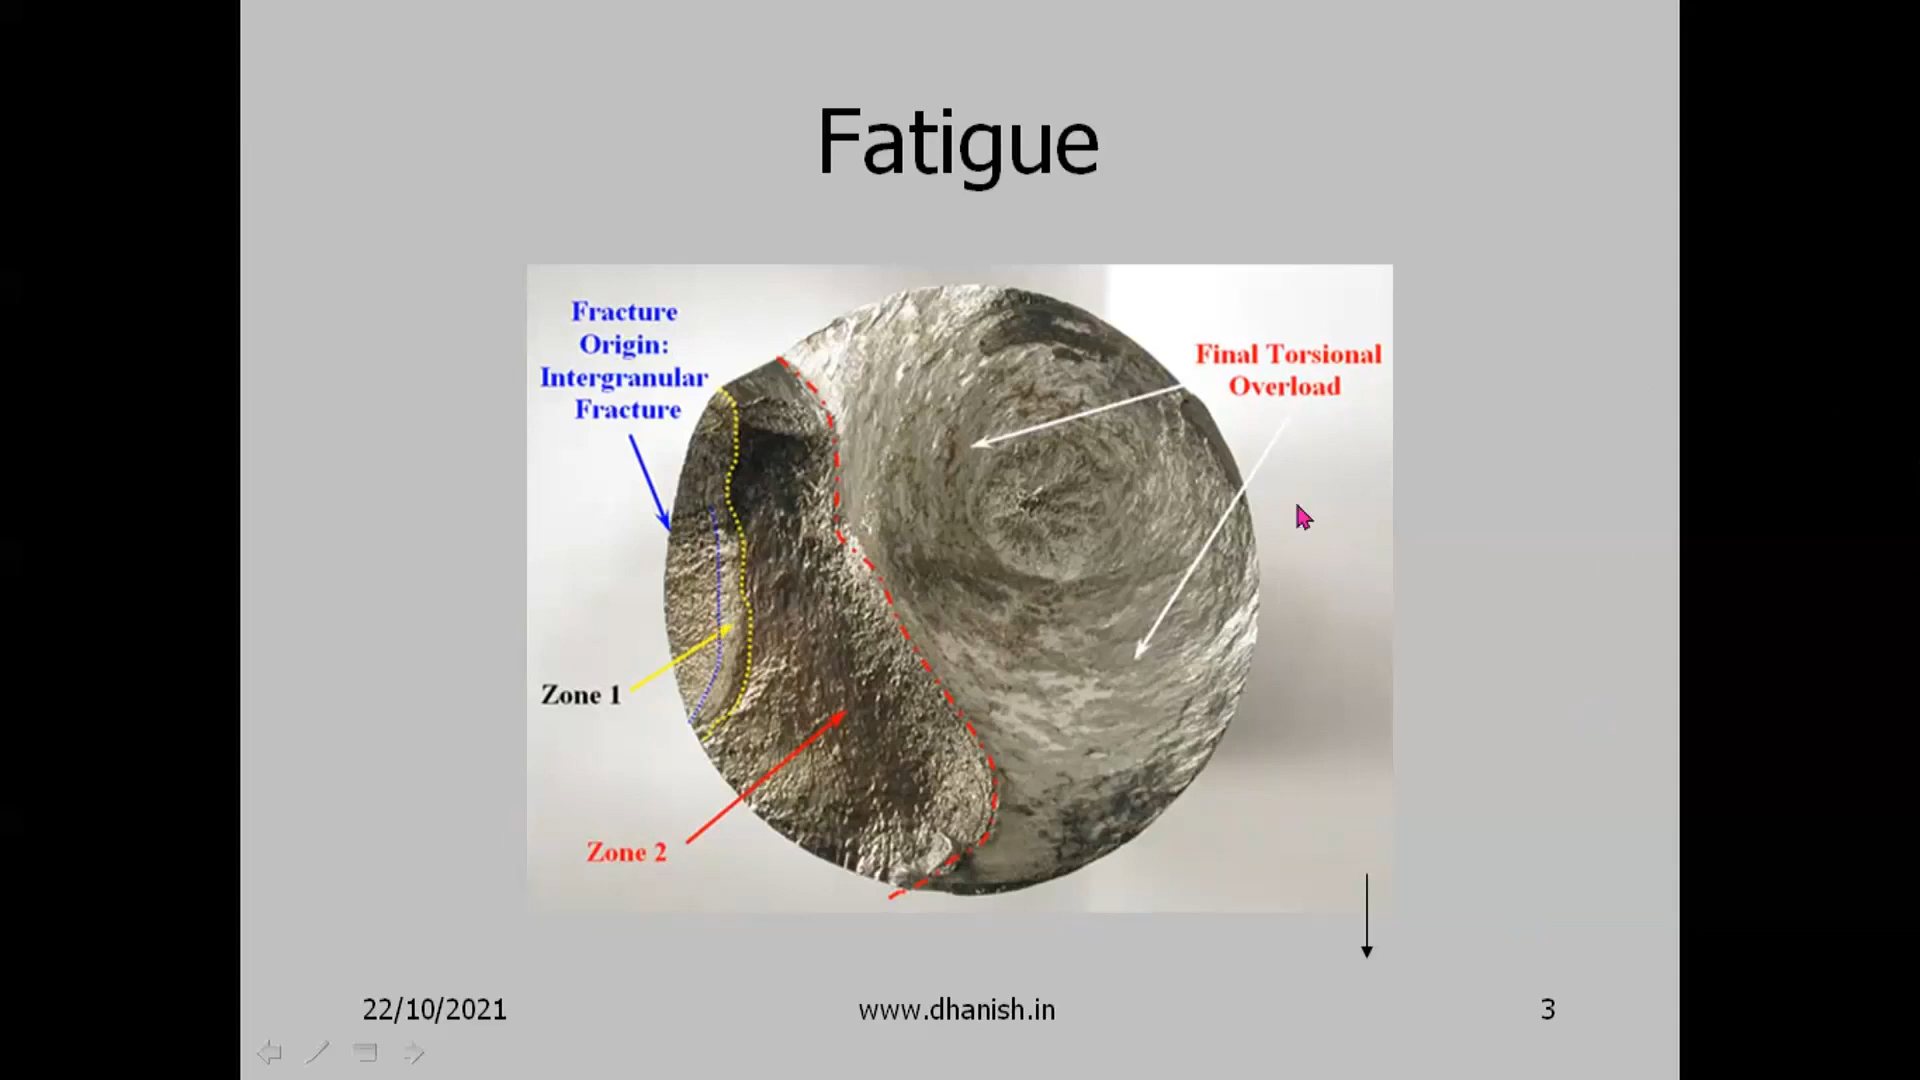 Fatigue
Fracture
Origin:
Intergranular
Fracture
Final Torsional
Overload
Zone 1
Zone 2
22/10/2021
www.dhanish.in
3